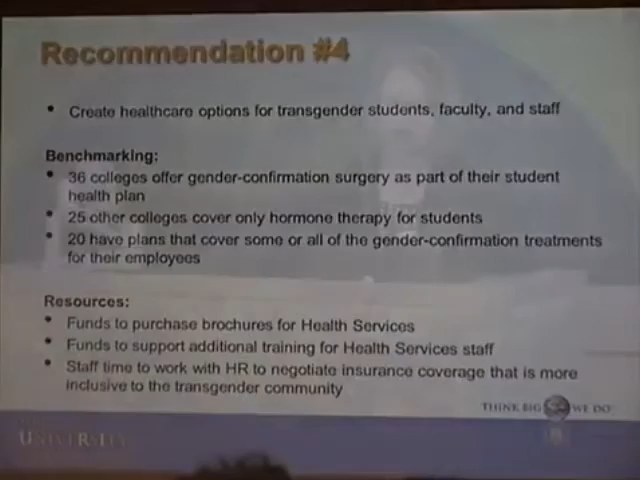 Recommendation #4
• Create healthcare options for transgender students, faculty, and staff
Benchmarking:
• 36 colleges offer gender-confirmation surgery as part of their student
health plan
• 25 other colleges cover only hormone therapy for students
• 20 have plans that cover some or all of the gender-confirmation treatments
for their employees
Resources:
• Funds to purchase brochures for Health Services
• Funds to support additional training for Health Services staff
• Staff time to work with HR to negotiate insurance coverage that is more
inclusive to the transgender community
THINK BIG WE DO
UNIVERSITY